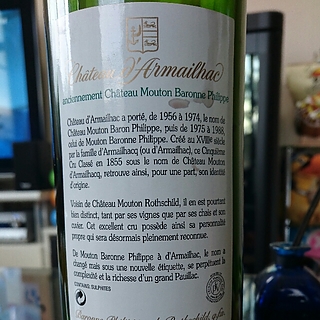 Château d'Armailhac
anciennement Château Mouton Baronne Philippe
Château d'Armailhac a porté, de 1956 à 1974, le nom de
Château Mouton Baron Philippe, puis de 1975 à 1988,
celui de Mouton Baronne Philippe. Créé au XVIIIe siècle
par la famille d'Armailhacq (ou d'Armailhac), ce Cinquième
Cru Classé en 1855 sous le nom de Château Mouton
d'Armailhacq, retrouve ainsi, pour une part, son identité
d'origine.
Voisin de Château Mouton Rothschild, il en est pourtant
bien distinct, tant par ses vignes que par ses chais et son
cuvier. Cet excellent cru possède ainsi sa personnalité
propre qui sera désormais pleinement reconnue.
De Mouton Baronne Philippe à d'Armailhac, le nom a
changé mais sous une nouvelle étiquette, se perpétuent la
complexité et la richesse d'un grand Pauillac.
CONTAINS: SULPHITES
Baronne Philippine de Rothschild